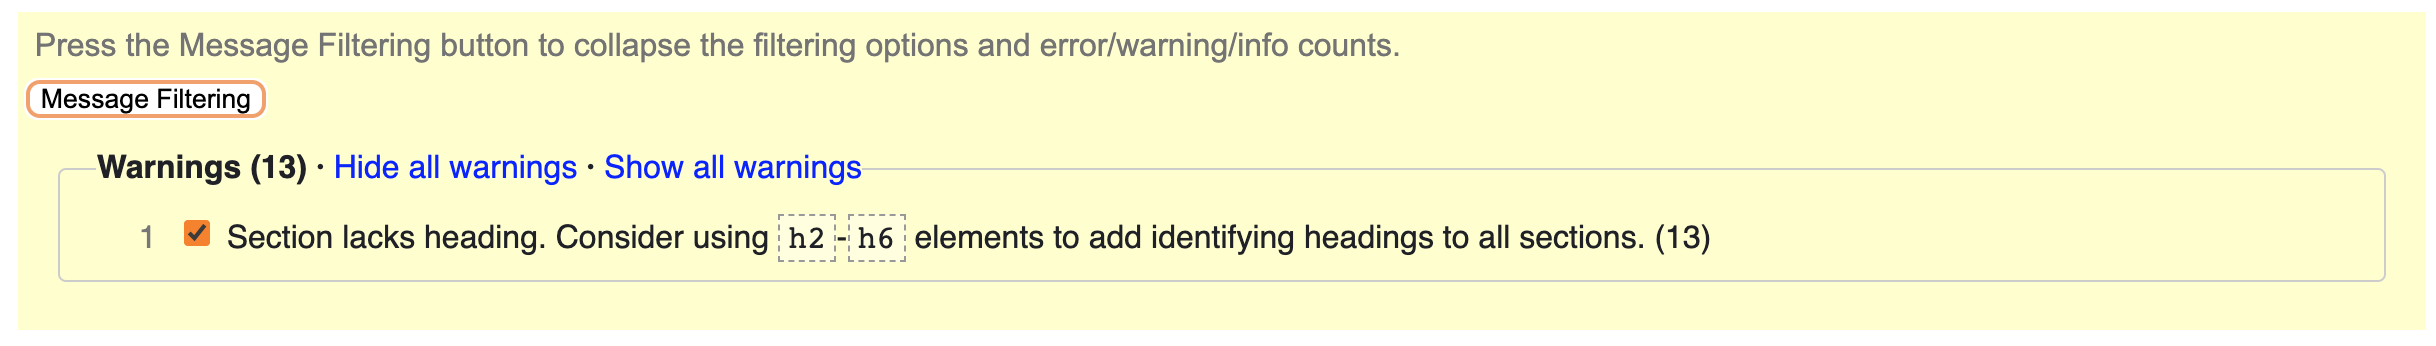 Press the Message Filtering button to collapse the filtering options and error/warning/info counts.
Message Filtering
Warnings (13) · Hide all warnings · Show all warnings
1 Section lacks heading. Consider using h2-h6 elements to add identifying headings to all sections. (13)